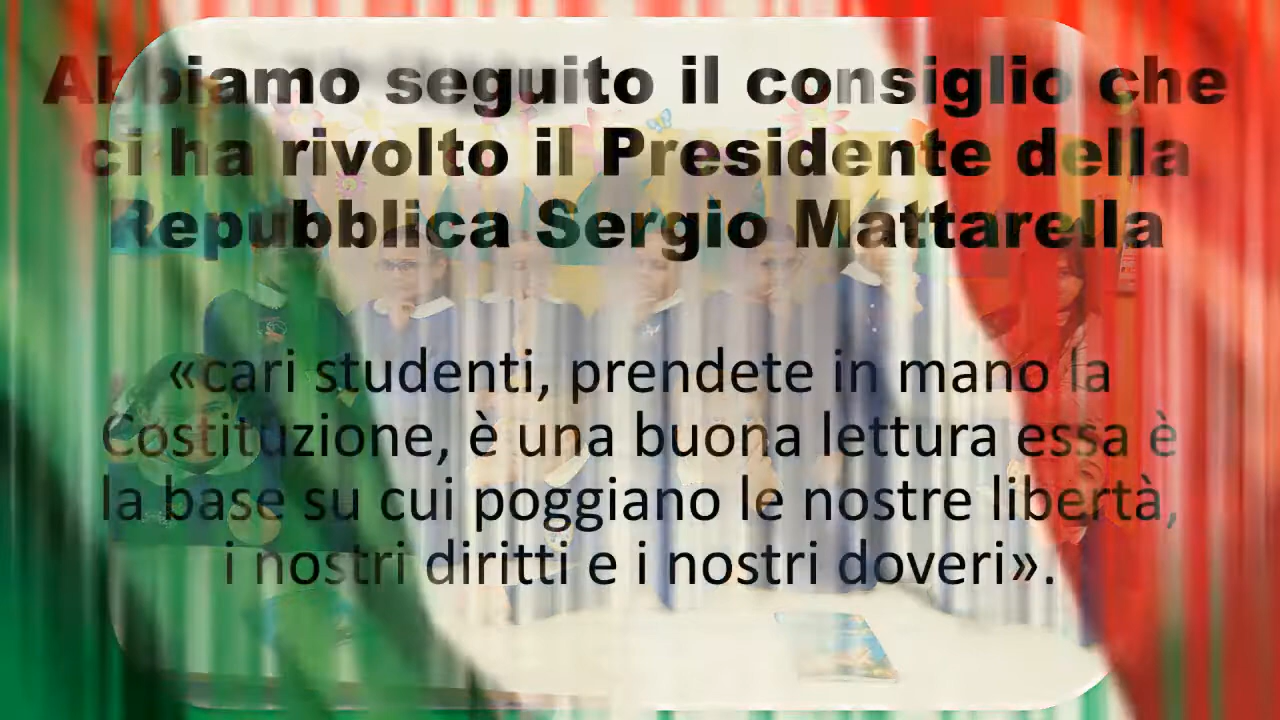 Abbiamo seguito il consiglio che
ci ha rivolto il Presidente della
Repubblica Sergio Mattarella
«cari studenti, prendete in mano la
Costituzione, è una buona lettura essa è
la base su cui poggiano le nostre libertà,
i nostri diritti e i nostri doveri».